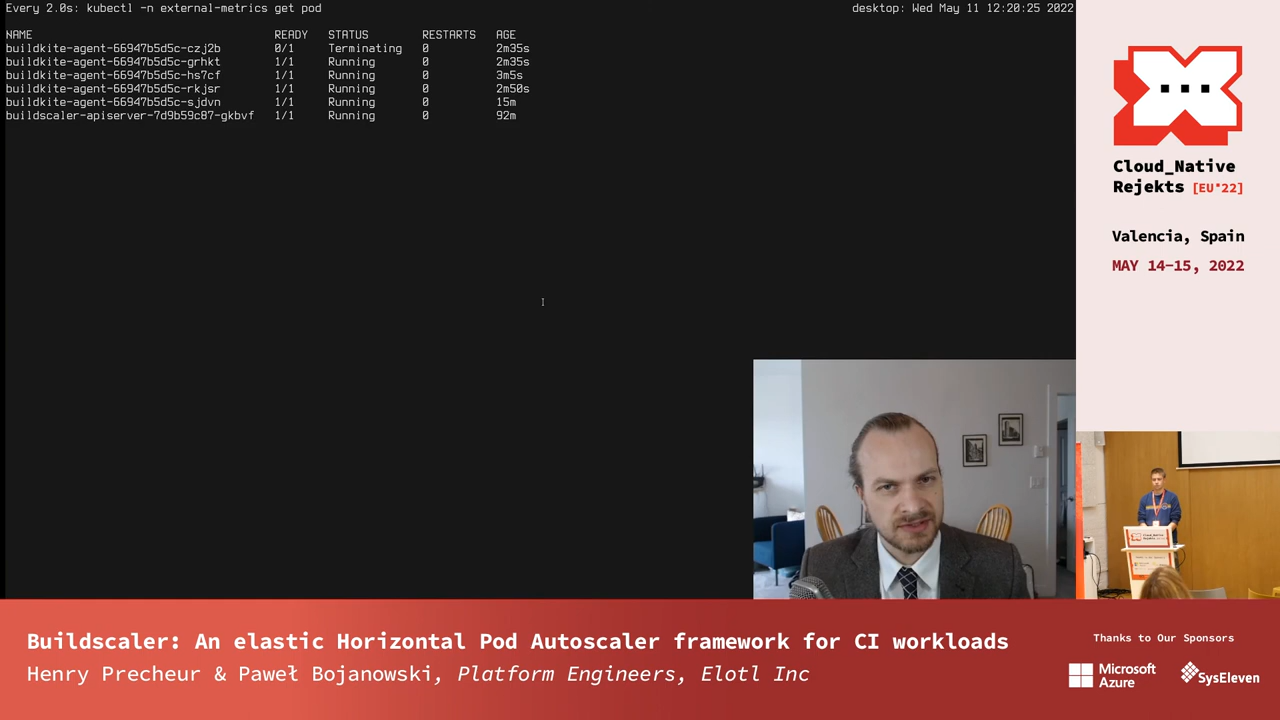 Every 2.0s: kubectl -n external-metrics get pod
desktop: Wed May 11 12:20:25 2022
NAME READY STATUS RESTARTS AGE
buildkite-agent-66947b5d5c-czj2b 0/1 Terminating 0 2m35s
buildkite-agent-66947b5d5c-grhkt 1/1 Running 0 2m35s
buildkite-agent-66947b5d5c-hs7cf 1/1 Running 0 3m5s
buildkite-agent-66947b5d5c-rkjsr 1/1 Running 0 2m50s
buildkite-agent-66947b5d5c-sjdvn 1/1 Running 0 15m
buildscaler-apiserver-7d9b59c87-gkbvf 1/1 Running 0 92m
Cloud_Native
Rejekts [EU'22]
Valencia, Spain
MAY 14-15, 2022
Buildscaler: An elastic Horizontal Pod Autoscaler framework for CI workloads
Henry Precheur & Paweł Bojanowski, Platform Engineers, Elotl Inc
Thanks to Our Sponsors
Microsoft
Azure
SysEleven